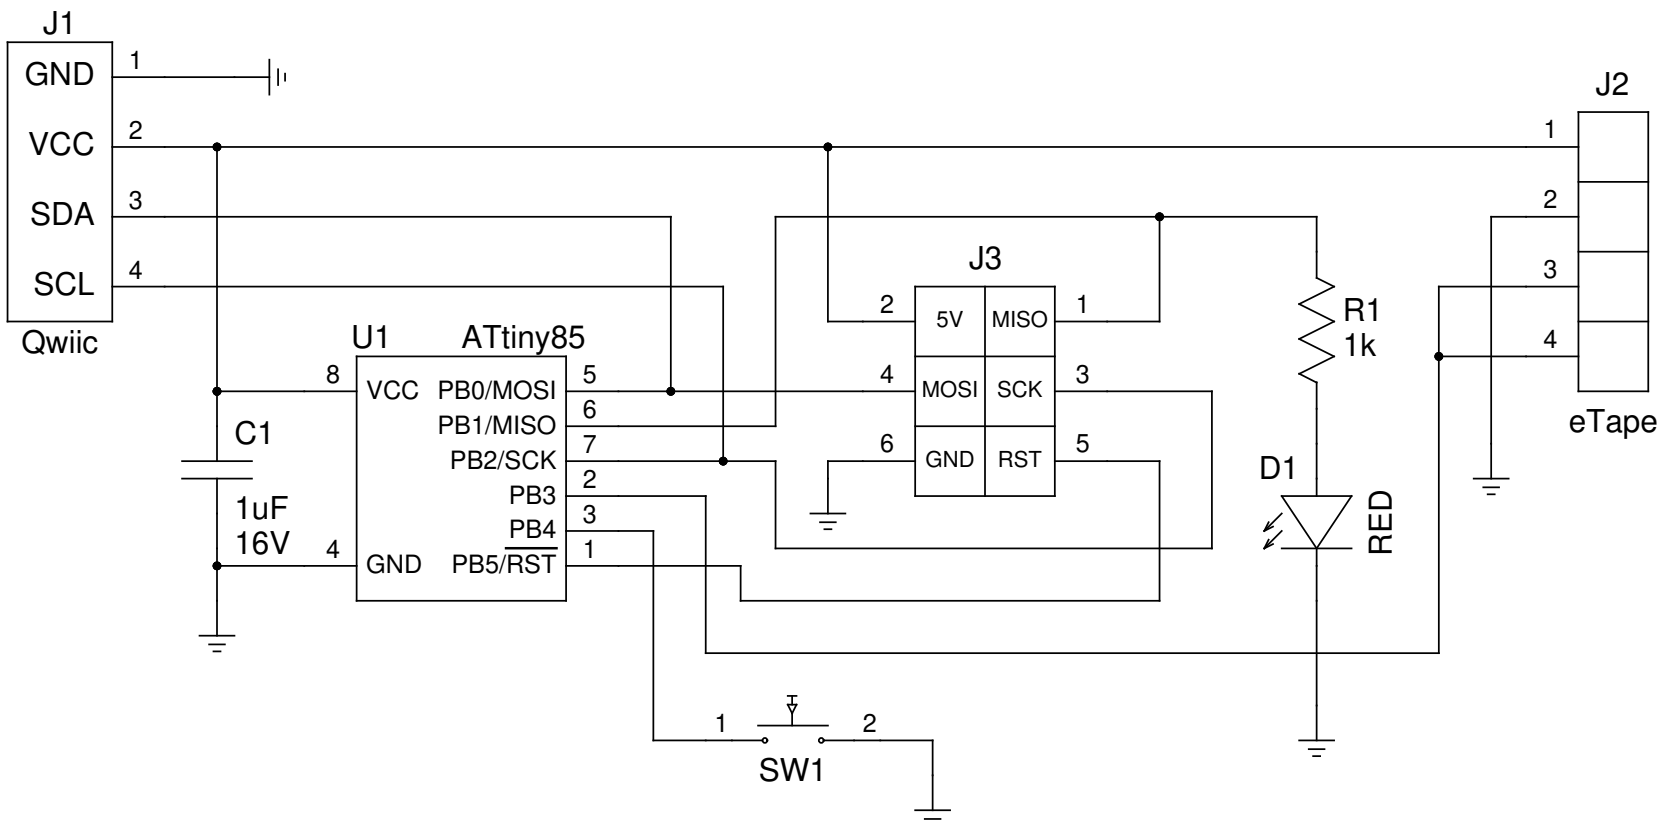 J1
GND 1
VCC 2
SDA 3
SCL 4
Qwiic
U1 ATtiny85
8 VCC PB0/MOSI 5
PB1/MISO 6
PB2/SCK 7
PB3 2
PB4 3
4 GND PB5/RST 1
C1
1uF
16V
J3
2 5V MISO 1
4 MOSI SCK 3
6 GND RST 5
R1
1k
D1
RED
J2
1
2
3
4
eTape
1 2
SW1